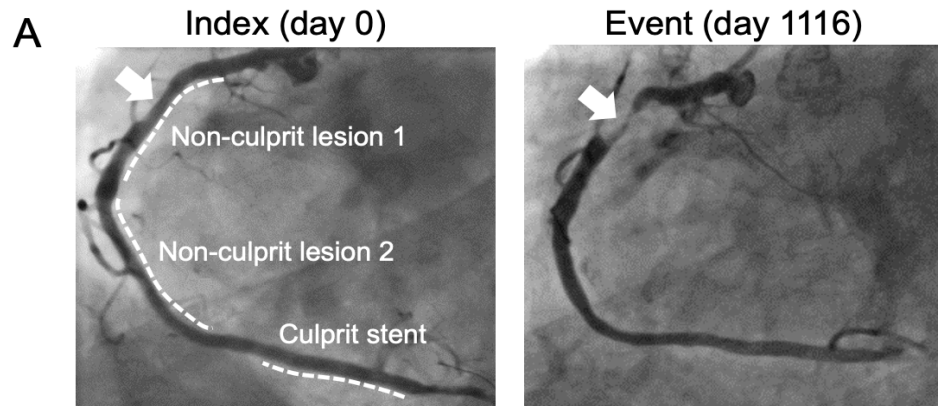 A
Index (day 0)
Event (day 1116)
Non-culprit lesion 1
Non-culprit lesion 2
Culprit stent